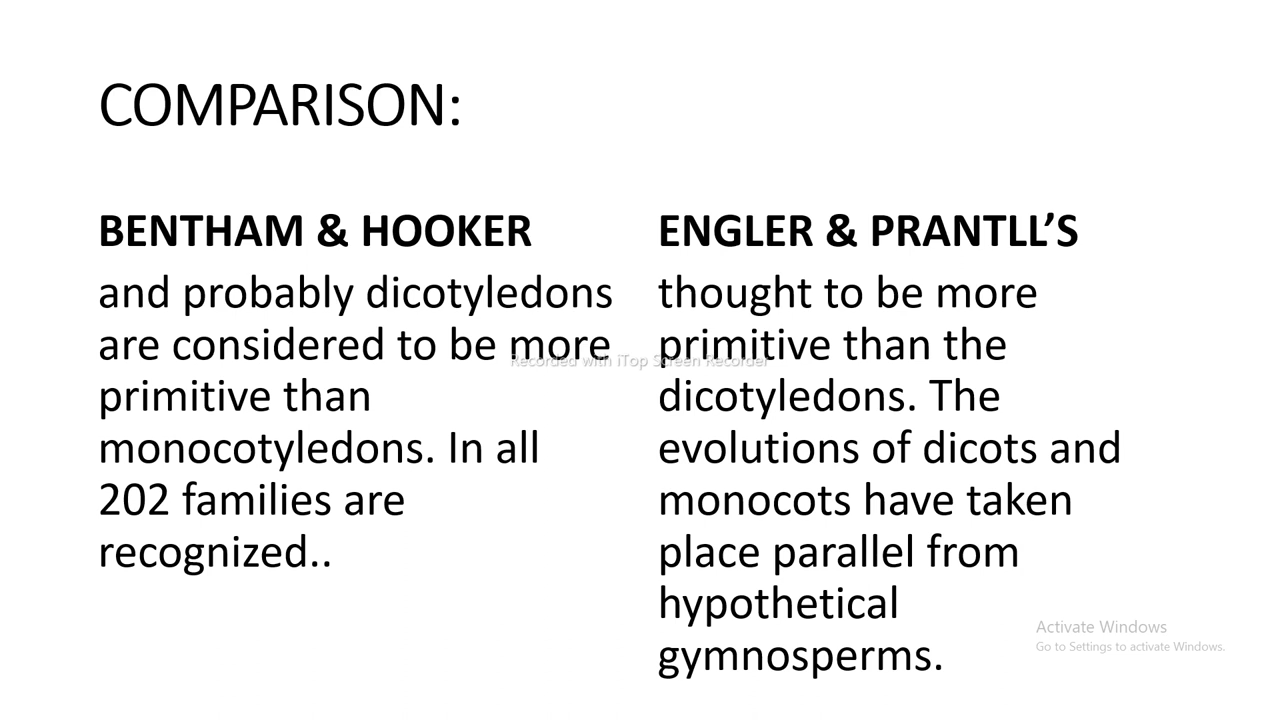 COMPARISON:
BENTHAM & HOOKER
and probably dicotyledons
are considered to be more
primitive than
monocotyledons. In all
202 families are
recognized..
ENGLER & PRANTLL’S
thought to be more
primitive than the
dicotyledons. The
evolutions of dicots and
monocots have taken
place parallel from
hypothetical
gymnosperms.
Recorded with iTop Screen Recorder
Activate Windows
Go to Settings to activate Windows.